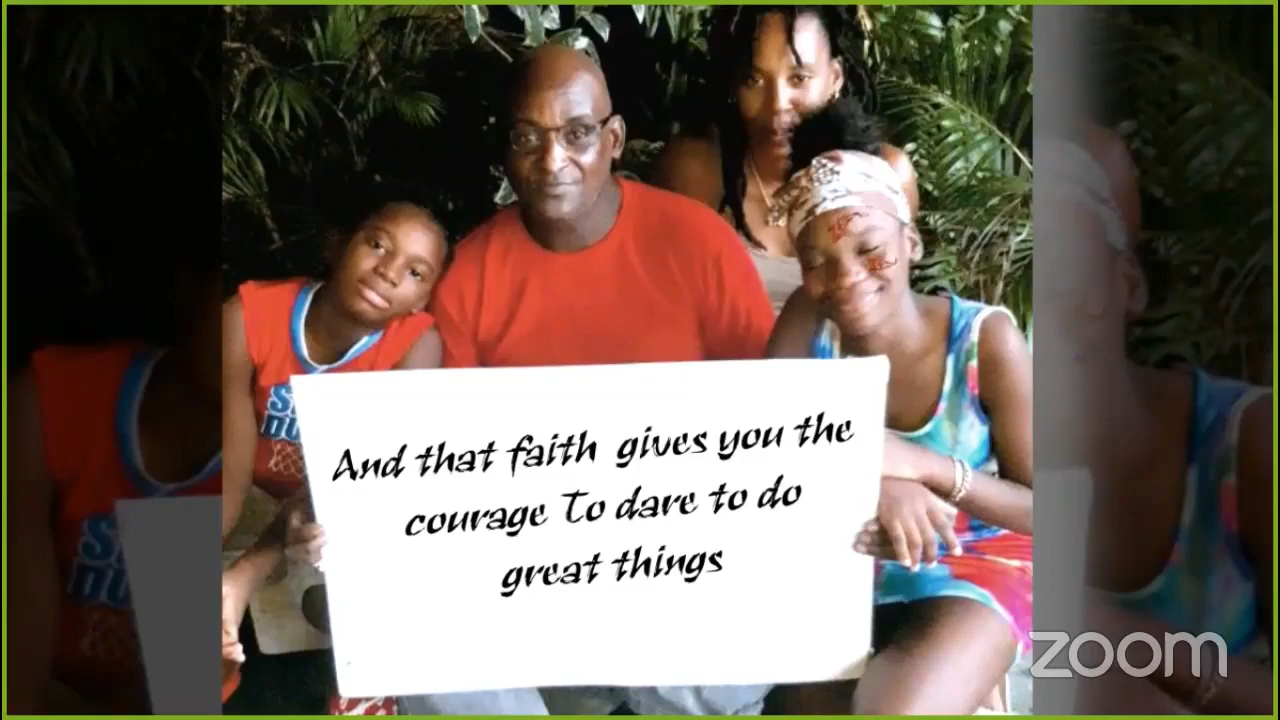 And that faith gives you the
courage To dare to do
great things
zoom